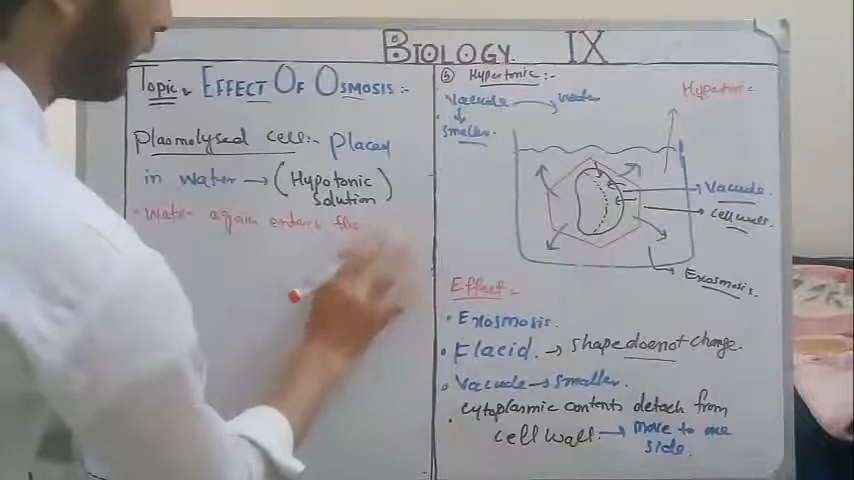 BIOLOGY IX
Topic: EFFECT OF OSMOSIS:-
Plasmolysed cell:- Placed
in water → (Hypotonic
solution)
• Water again enters the
(b) Hypertonic:-
Vacuole → water
↓
smaller.
Hypertonic
Vacuole.
cell wall.
Exosmosis.
Effect:-
• Exosmosis.
• Flacid. → shape doe not change.
• Vacuole → smaller.
• cytoplasmic contents detach from
cell wall. → move to one
side.